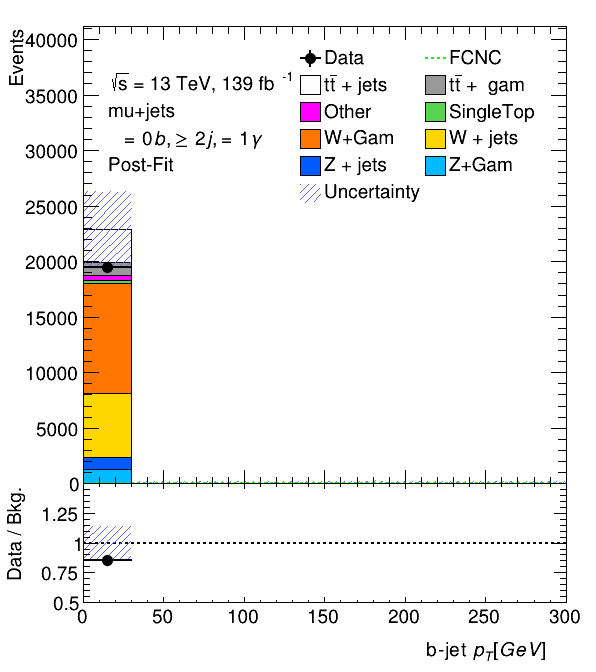 Events
40000
35000
30000
25000
20000
15000
10000
5000
0
√s = 13 TeV, 139 fb⁻¹
mu+jets
= 0b, ≥ 2j, = 1γ
Post-Fit
Data
FCNC
tt̄ + jets
tt̄ + gam
Other
SingleTop
W+Gam
W + jets
Z + jets
Z+Gam
Uncertainty
Data / Bkg.
1.25
1
0.75
0.5
0 50 100 150 200 250 300
b-jet p_T[GeV]